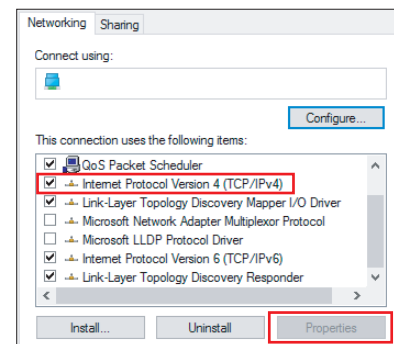 Networking Sharing
Connect using:
Configure...
This connection uses the following items:
QoS Packet Scheduler
Internet Protocol Version 4 (TCP/IPv4)
Link-Layer Topology Discovery Mapper I/O Driver
Microsoft Network Adapter Multiplexor Protocol
Microsoft LLDP Protocol Driver
Internet Protocol Version 6 (TCP/IPv6)
Link-Layer Topology Discovery Responder
Install... Uninstall Properties